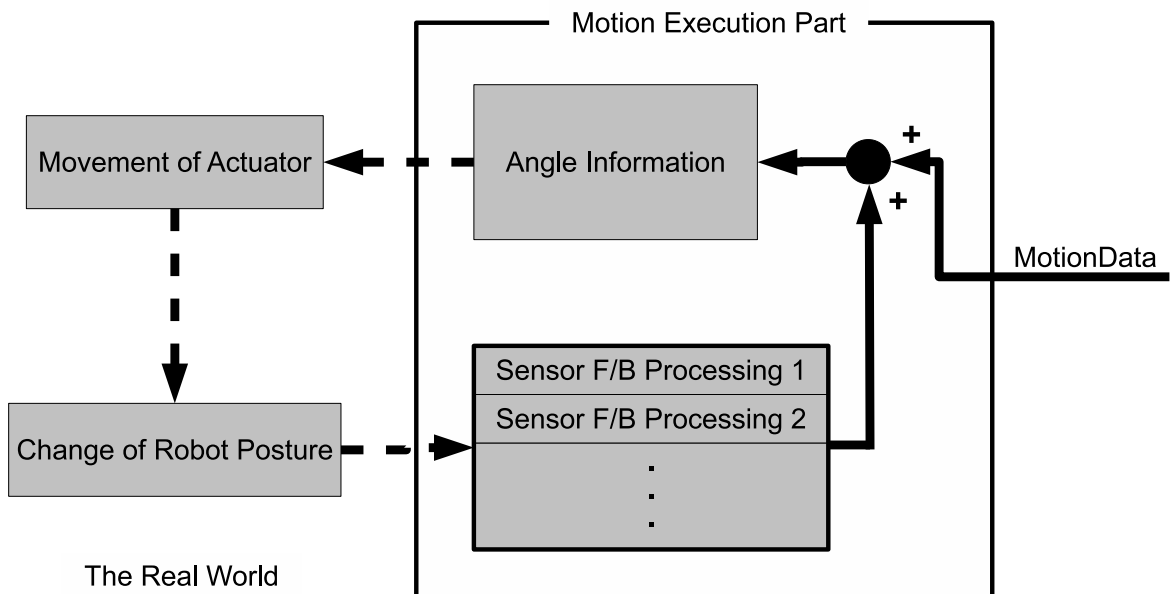 Motion Execution Part
Movement of Actuator
Angle Information
+
+
MotionData
Sensor F/B Processing 1
Sensor F/B Processing 2
.
.
.
Change of Robot Posture
The Real World